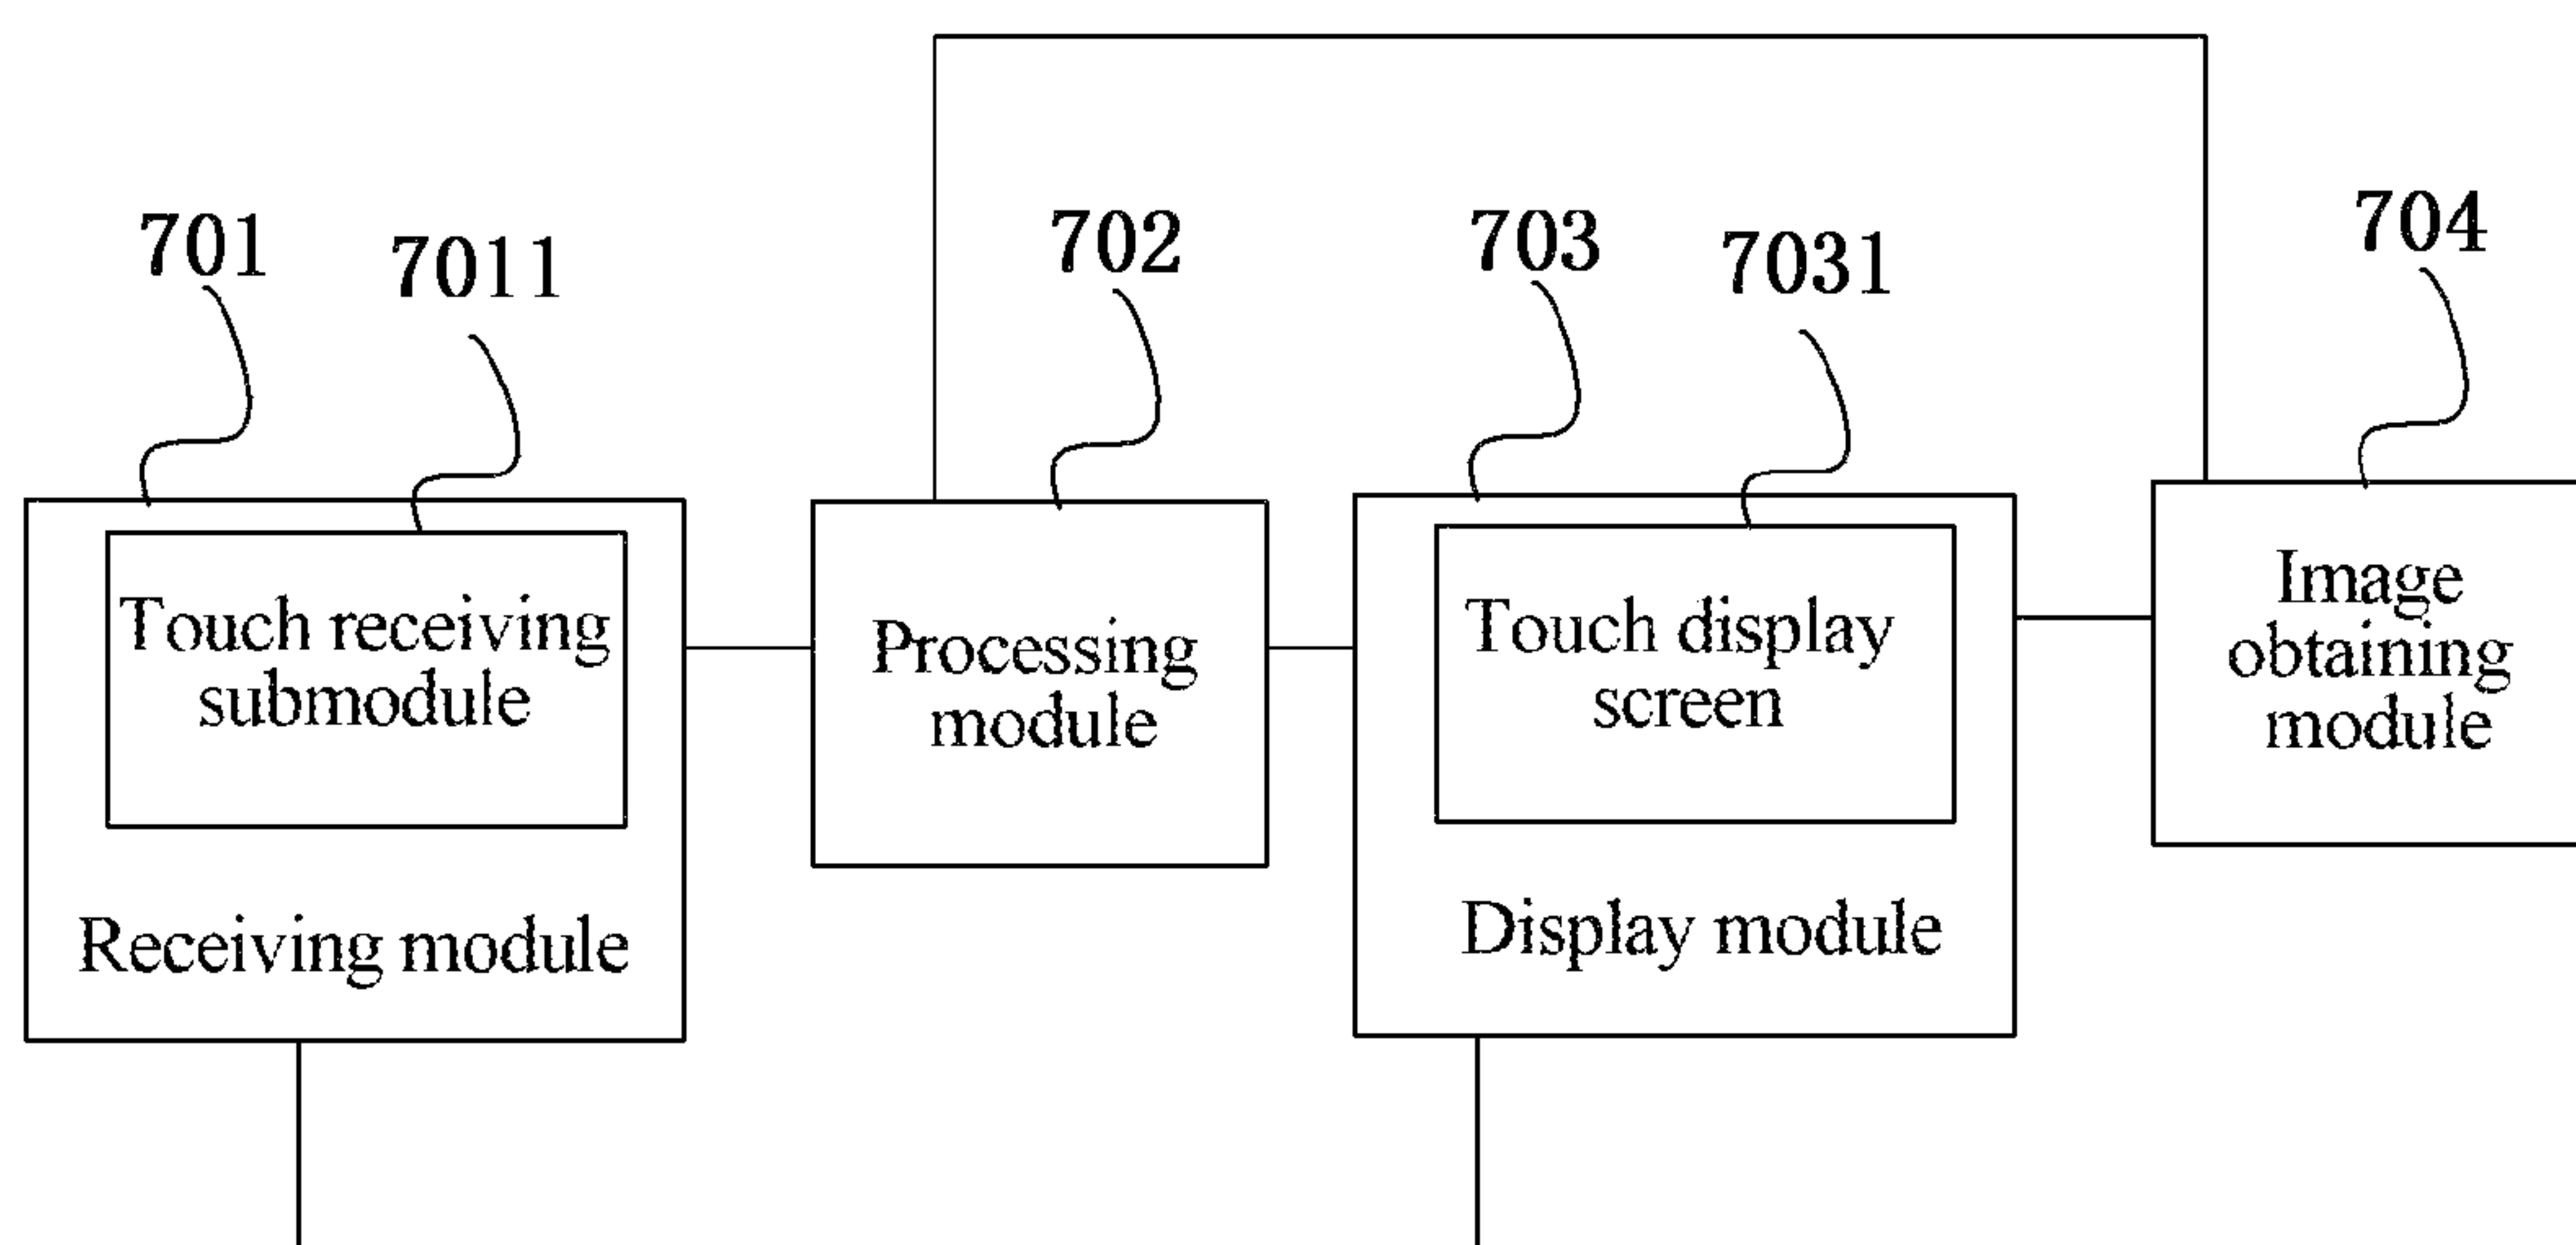 701
7011
702
703
7031
704
Touch receiving
submodule
Receiving module
Processing
module
Touch display
screen
Display module
Image
obtaining
module